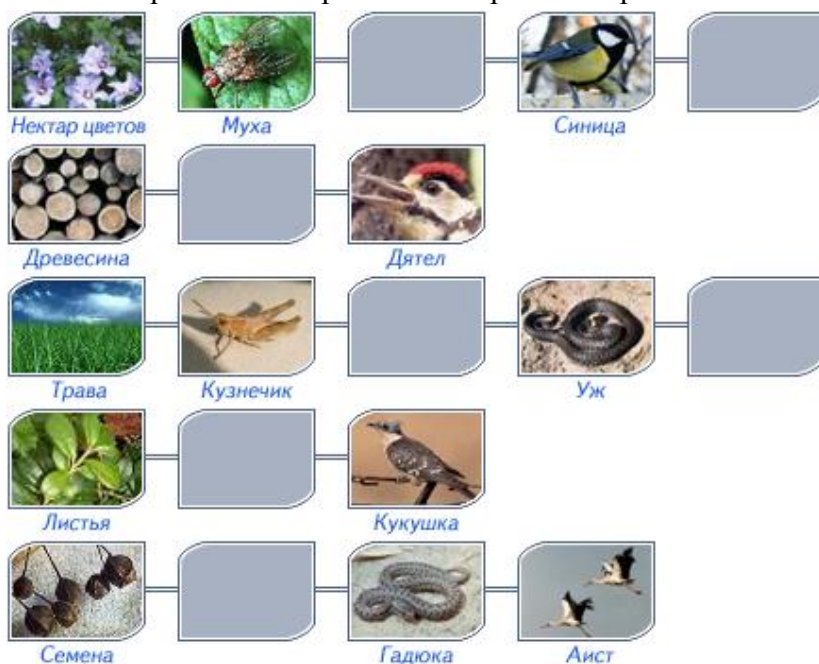 Нектар цветов Муха Синица
Древесина Дятел
Трава Кузнечик Уж
Листья Кукушка
Семена Гадюка Аист